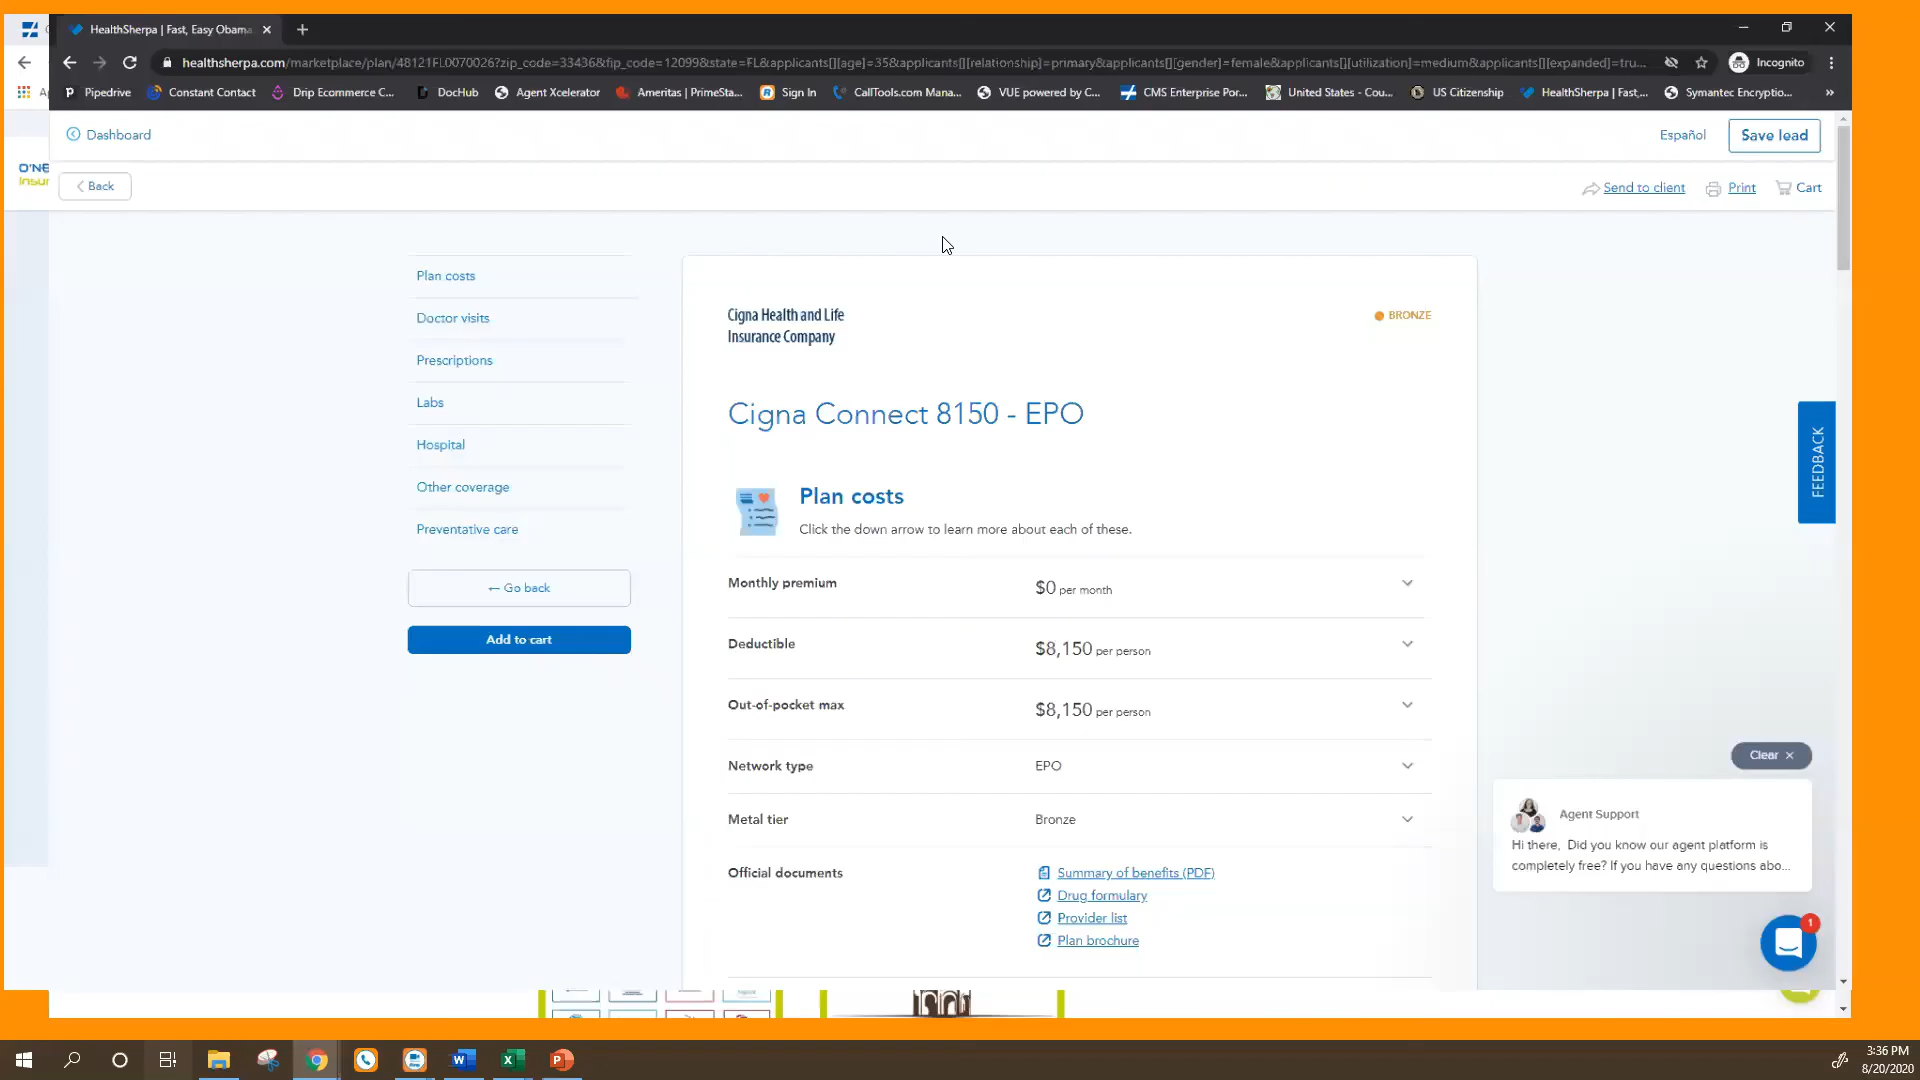 HealthSherpa | Fast, Easy Obama
healthsherpa.com/marketplace/plan/48121FL0070026?zip_code=33436&fip_code=12099&state=FL&applicants[][age]=35&applicants[][relationship]=primary&applicants[][gender]=female&applicants[][utilization]=medium&applicants[][expanded]=tru...
Incognito
Pipedrive
Constant Contact
Drip Ecommerce C...
DocHub
Agent Xcelerator
Ameritas | PrimeSta...
Sign In
CallTools.com Mana...
VUE powered by C...
CMS Enterprise Por...
United States - Cou...
US Citizenship
HealthSherpa | Fast,...
Symantec Encryptio...
»
Dashboard
Español
Save lead
O'NE
Insur
Back
Send to client
Print
Cart
Plan costs
Doctor visits
Prescriptions
Labs
Hospital
Other coverage
Preventative care
← Go back
Add to cart
Cigna Health and Life
Insurance Company
BRONZE
Cigna Connect 8150 - EPO
Plan costs
Click the down arrow to learn more about each of these.
Monthly premium
$0 per month
Deductible
$8,150 per person
Out-of-pocket max
$8,150 per person
Network type
EPO
Metal tier
Bronze
Official documents
Summary of benefits (PDF)
Drug formulary
Provider list
Plan brochure
FEEDBACK
Clear ×
Agent Support
Hi there, Did you know our agent platform is
completely free? If you have any questions abo...
1
3:36 PM
8/20/2020